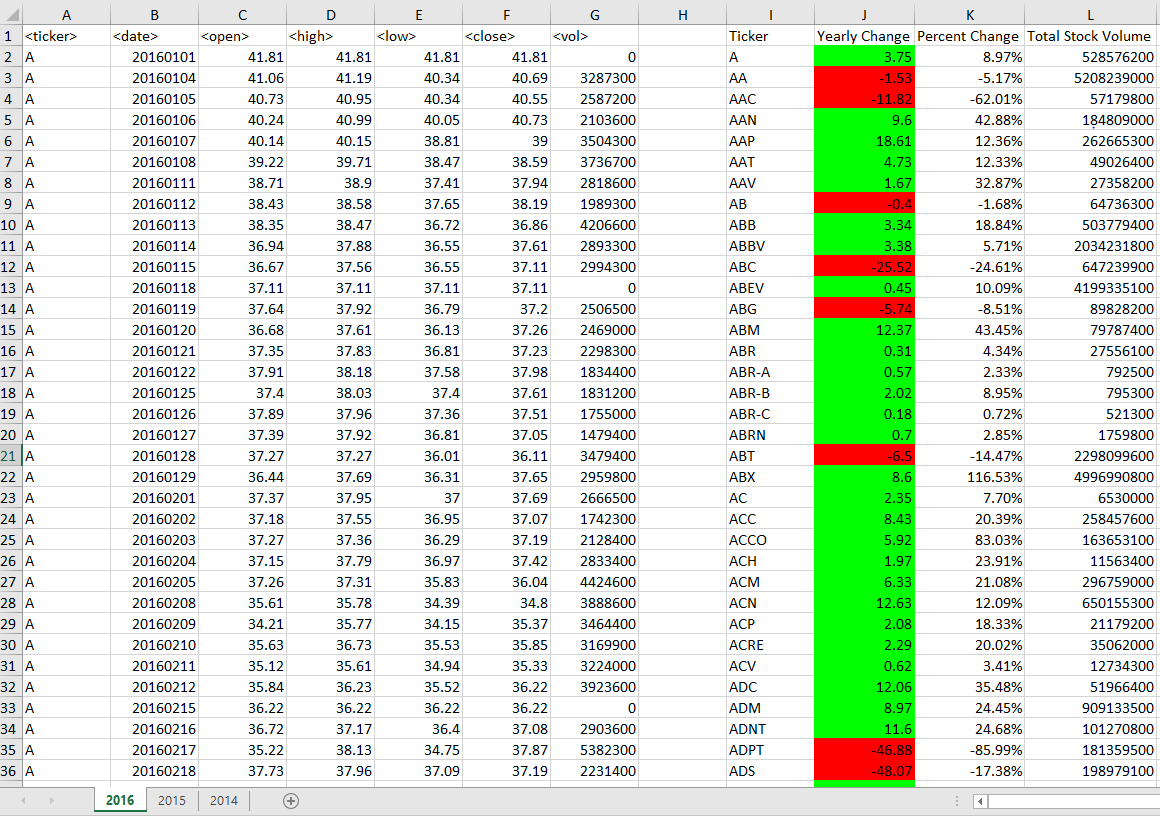 A B C D E F G H I J K L
1 <ticker> <date> <open> <high> <low> <close> <vol> Ticker Yearly Change Percent Change Total Stock Volume
2 A 20160101 41.81 41.81 41.81 41.81 0 A 3.75 8.97% 528576200
3 A 20160104 41.06 41.19 40.34 40.69 3287300 AA -1.53 -5.17% 5208239000
4 A 20160105 40.73 40.95 40.34 40.55 2587200 AAC -11.82 -62.01% 57179800
5 A 20160106 40.24 40.99 40.05 40.73 2103600 AAN 9.6 42.88% 184809000
6 A 20160107 40.14 40.15 38.81 39 3504300 AAP 18.61 12.36% 262665300
7 A 20160108 39.22 39.71 38.47 38.59 3736700 AAT 4.73 12.33% 49026400
8 A 20160111 38.71 38.9 37.41 37.94 2818600 AAV 1.67 32.87% 27358200
9 A 20160112 38.43 38.58 37.65 38.19 1989300 AB -0.4 -1.68% 64736300
10 A 20160113 38.35 38.47 36.72 36.86 4206600 ABB 3.34 18.84% 503779400
11 A 20160114 36.94 37.88 36.55 37.61 2893300 ABBV 3.38 5.71% 2034231800
12 A 20160115 36.67 37.56 36.55 37.11 2994300 ABC -25.52 -24.61% 647239900
13 A 20160118 37.11 37.11 37.11 37.11 0 ABEV 0.45 10.09% 4199335100
14 A 20160119 37.64 37.92 36.79 37.2 2506500 ABG -5.74 -8.51% 89828200
15 A 20160120 36.68 37.61 36.13 37.26 2469000 ABM 12.37 43.45% 79787400
16 A 20160121 37.35 37.83 36.81 37.23 2298300 ABR 0.31 4.34% 27556100
17 A 20160122 37.91 38.18 37.58 37.98 1834400 ABR-A 0.57 2.33% 792500
18 A 20160125 37.4 38.03 37.4 37.61 1831200 ABR-B 2.02 8.95% 795300
19 A 20160126 37.89 37.96 37.36 37.51 1755000 ABR-C 0.18 0.72% 521300
20 A 20160127 37.39 37.92 36.81 37.05 1479400 ABRN 0.7 2.85% 1759800
21 A 20160128 37.27 37.27 36.01 36.11 3479400 ABT -6.5 -14.47% 2298099600
22 A 20160129 36.44 37.69 36.31 37.65 2959800 ABX 8.6 116.53% 4996990800
23 A 20160201 37.37 37.95 37 37.69 2666500 AC 2.35 7.70% 6530000
24 A 20160202 37.18 37.55 36.95 37.07 1742300 ACC 8.43 20.39% 258457600
25 A 20160203 37.27 37.36 36.29 37.19 2128400 ACCO 5.92 83.03% 163653100
26 A 20160204 37.15 37.79 36.97 37.42 2833400 ACH 1.97 23.91% 11563400
27 A 20160205 37.26 37.31 35.83 36.04 4424600 ACM 6.33 21.08% 296759000
28 A 20160208 35.61 35.78 34.39 34.8 3888600 ACN 12.63 12.09% 650155300
29 A 20160209 34.21 35.77 34.15 35.37 3464400 ACP 2.08 18.33% 21179200
30 A 20160210 35.63 36.73 35.53 35.85 3169900 ACRE 2.29 20.02% 35062000
31 A 20160211 35.12 35.61 34.94 35.33 3224000 ACV 0.62 3.41% 12734300
32 A 20160212 35.84 36.23 35.52 36.22 3923600 ADC 12.06 35.48% 51966400
33 A 20160215 36.22 36.22 36.22 36.22 0 ADM 8.97 24.45% 909133500
34 A 20160216 36.72 37.17 36.4 37.08 2903600 ADNT 11.6 24.68% 101270800
35 A 20160217 35.22 38.13 34.75 37.87 5382300 ADPT -46.88 -85.99% 181359500
36 A 20160218 37.73 37.96 37.09 37.19 2231400 ADS -48.07 -17.38% 198979100
2016 2015 2014